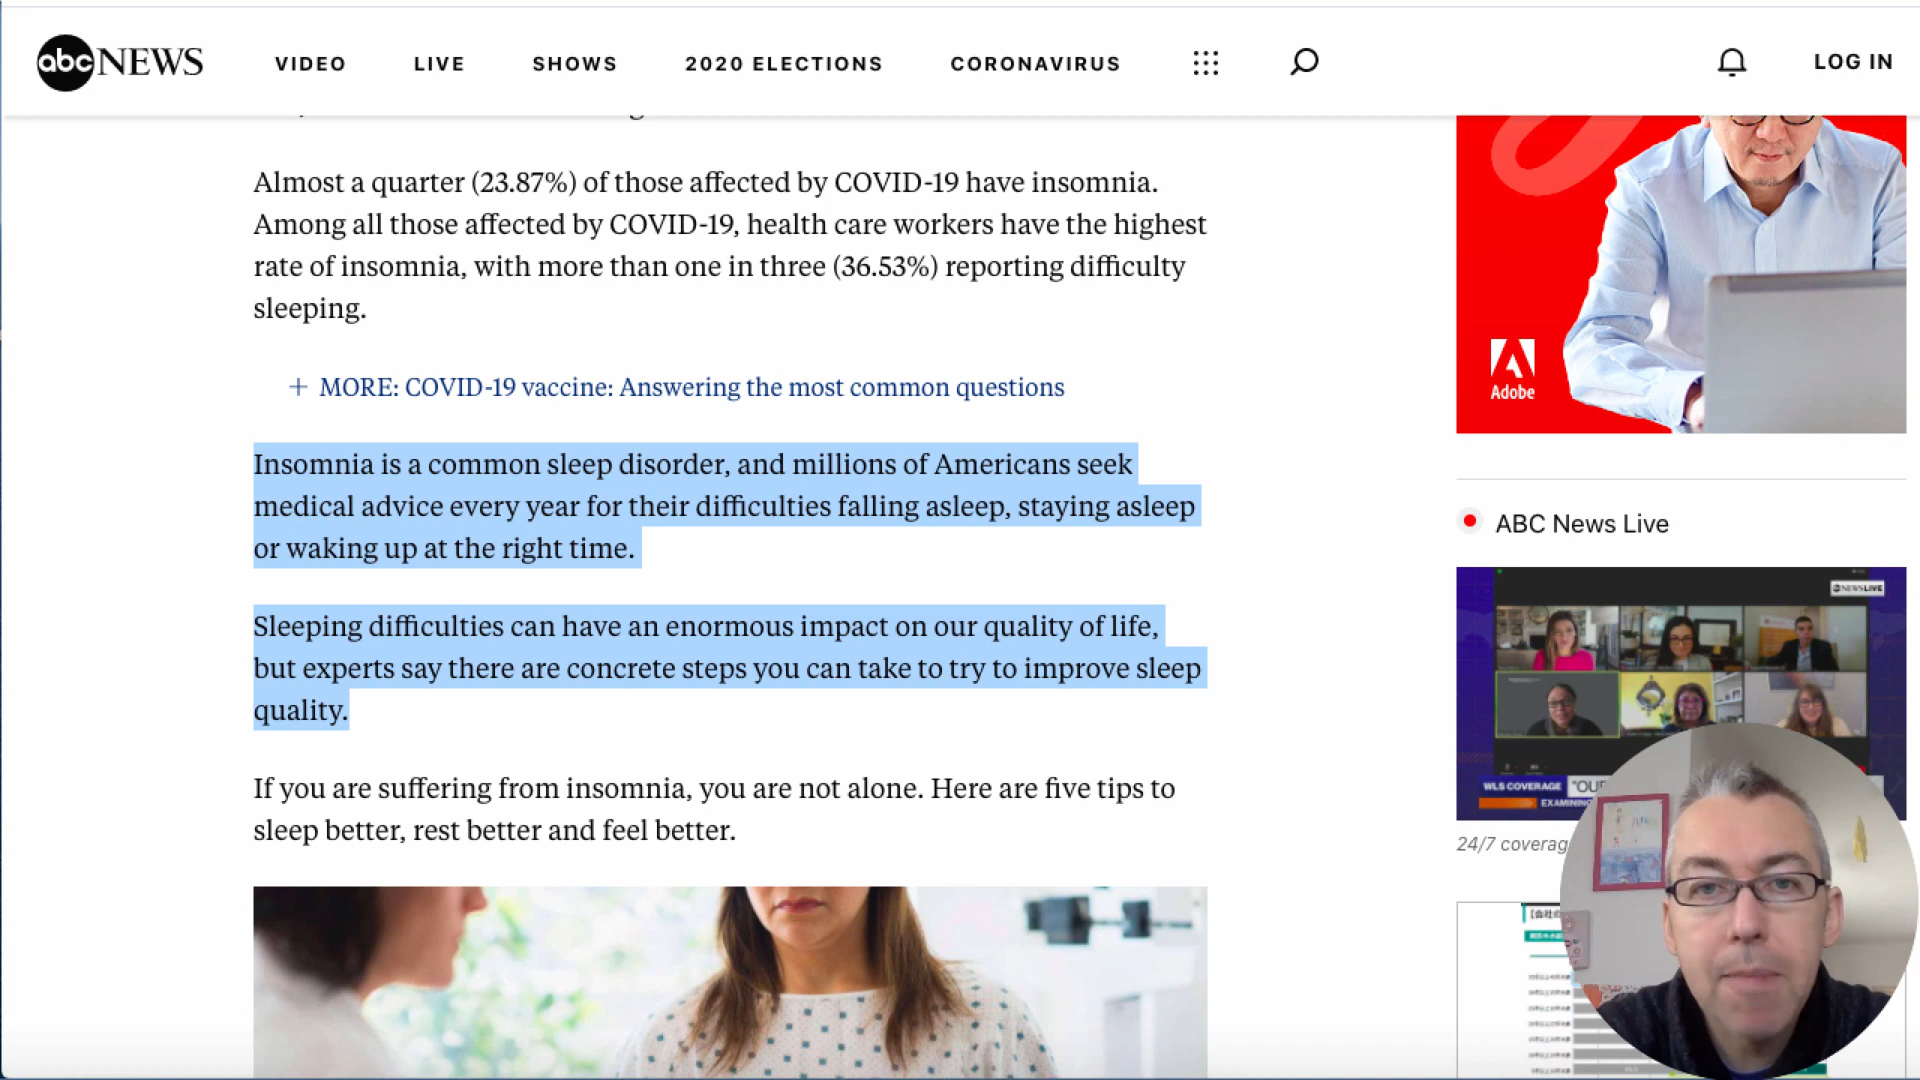 abc NEWS
VIDEO
LIVE
SHOWS
2020 ELECTIONS
CORONAVIRUS
LOG IN
Almost a quarter (23.87%) of those affected by COVID-19 have insomnia.
Among all those affected by COVID-19, health care workers have the highest
rate of insomnia, with more than one in three (36.53%) reporting difficulty
sleeping.
+ MORE: COVID-19 vaccine: Answering the most common questions
Insomnia is a common sleep disorder, and millions of Americans seek
medical advice every year for their difficulties falling asleep, staying asleep
or waking up at the right time.
Sleeping difficulties can have an enormous impact on our quality of life,
but experts say there are concrete steps you can take to try to improve sleep
quality.
If you are suffering from insomnia, you are not alone. Here are five tips to
sleep better, rest better and feel better.
Adobe
ABC News Live
abc NEWS LIVE
WLS COVERAGE
"OU
EXAMINING
24/7 coverag